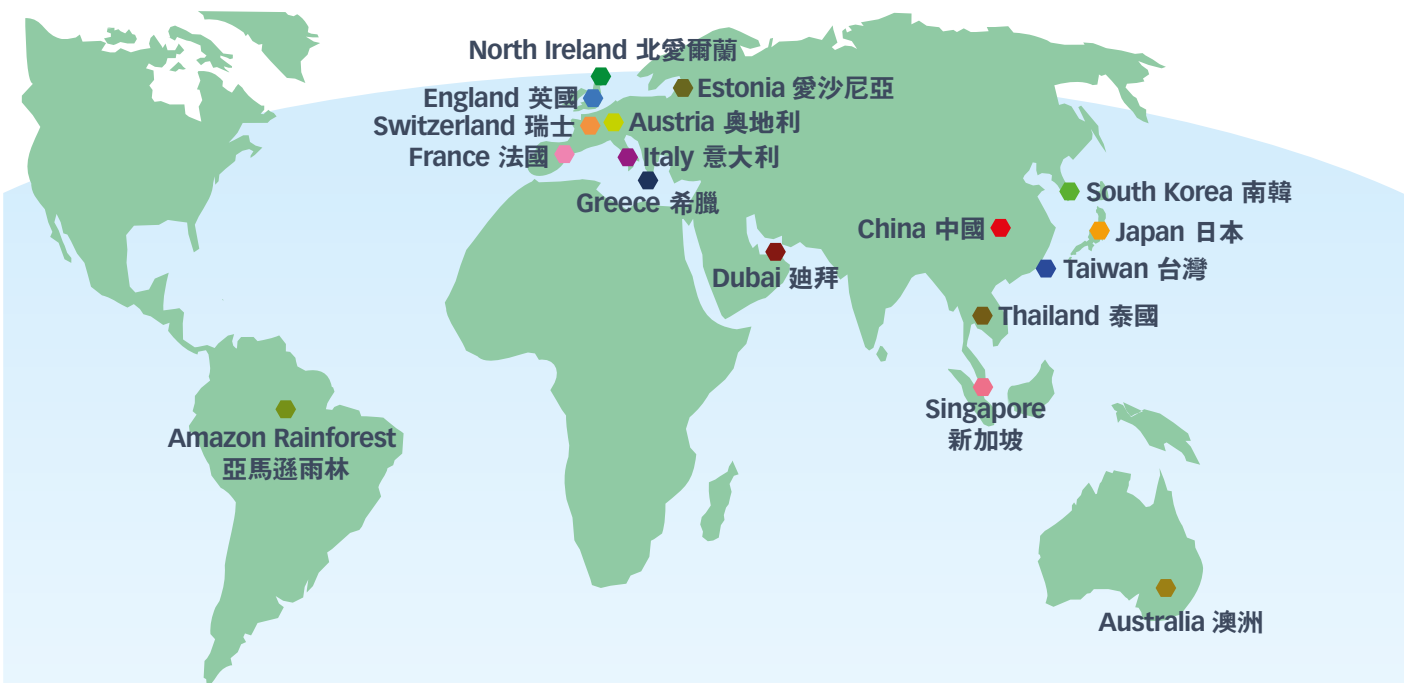 North Ireland 北愛爾蘭
Estonia 愛沙尼亞
England 英國
Switzerland 瑞士
Austria 奧地利
France 法國
Italy 意大利
Greece 希臘
South Korea 南韓
China 中國
Japan 日本
Taiwan 台灣
Dubai 廸拜
Thailand 泰國
Singapore
新加坡
Amazon Rainforest
亞馬遜雨林
Australia 澳洲